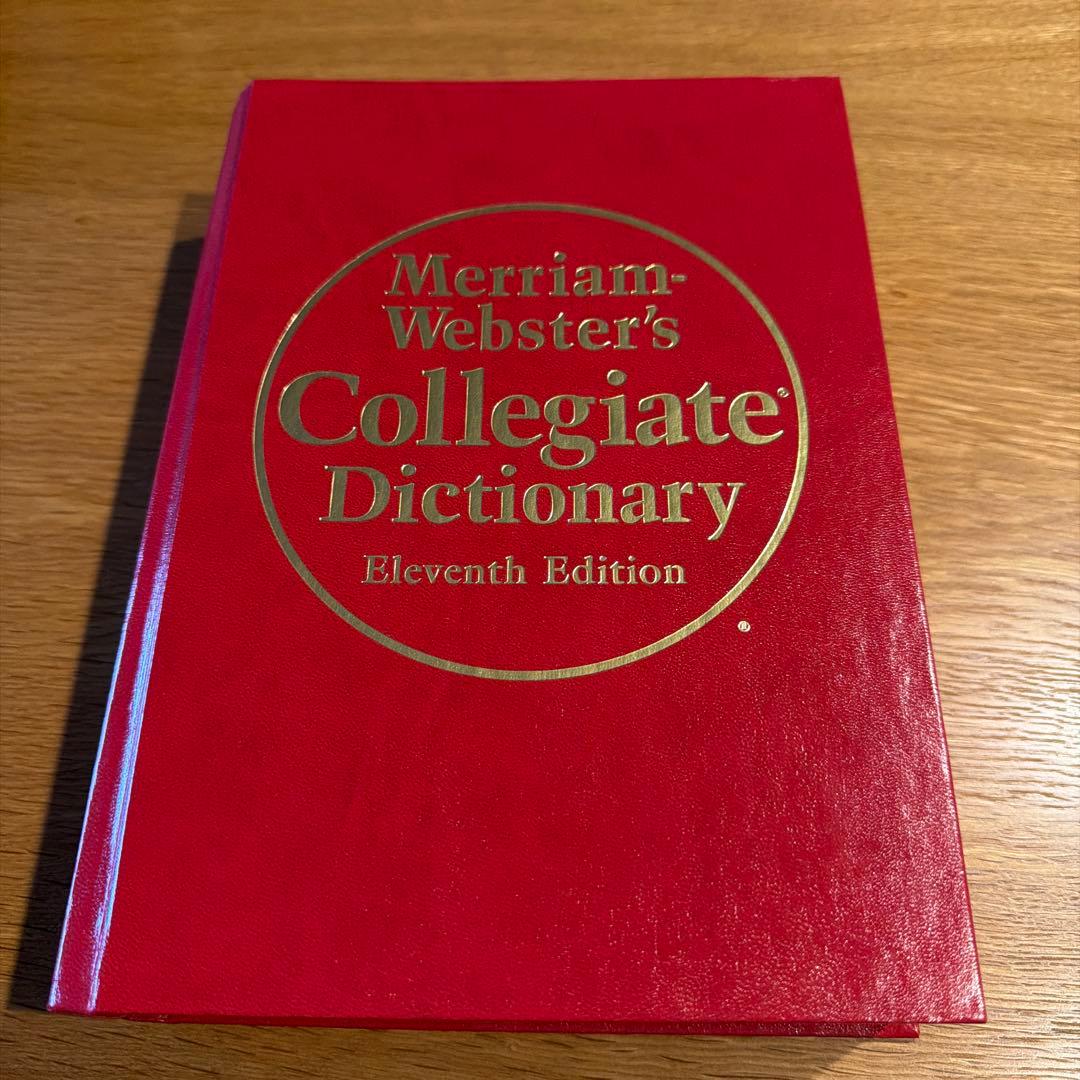 Merriam-
Webster's
Collegiate®
Dictionary
Eleventh Edition
®